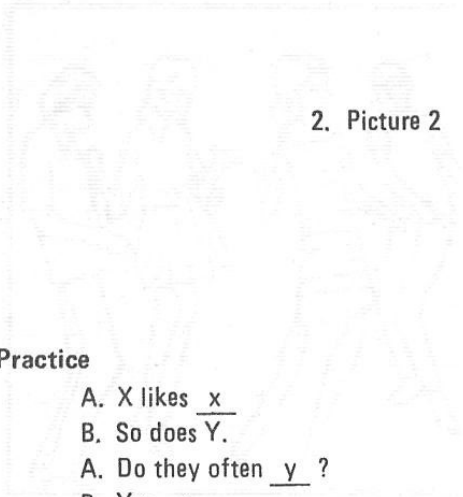 2. Picture 2
Practice
A. X likes x
B. So does Y.
A. Do they often y ?